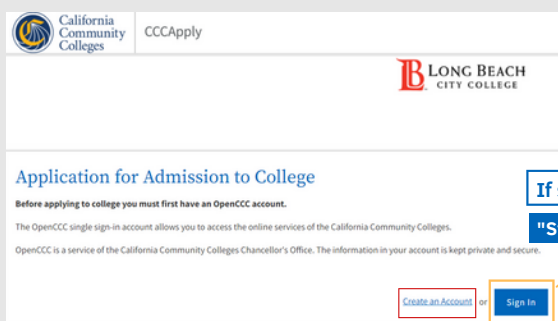 California
Community
Colleges
CCCApply
LONG BEACH
CITY COLLEGE
Application for Admission to College
Before applying to college you must first have an OpenCCC account.
The OpenCCC single sign-in account allows you to access the online services of the California Community Colleges.
OpenCCC is a service of the California Community Colleges Chancellor's Office. The information in your account is kept private and secure.
If
"S
Create an Account or Sign In